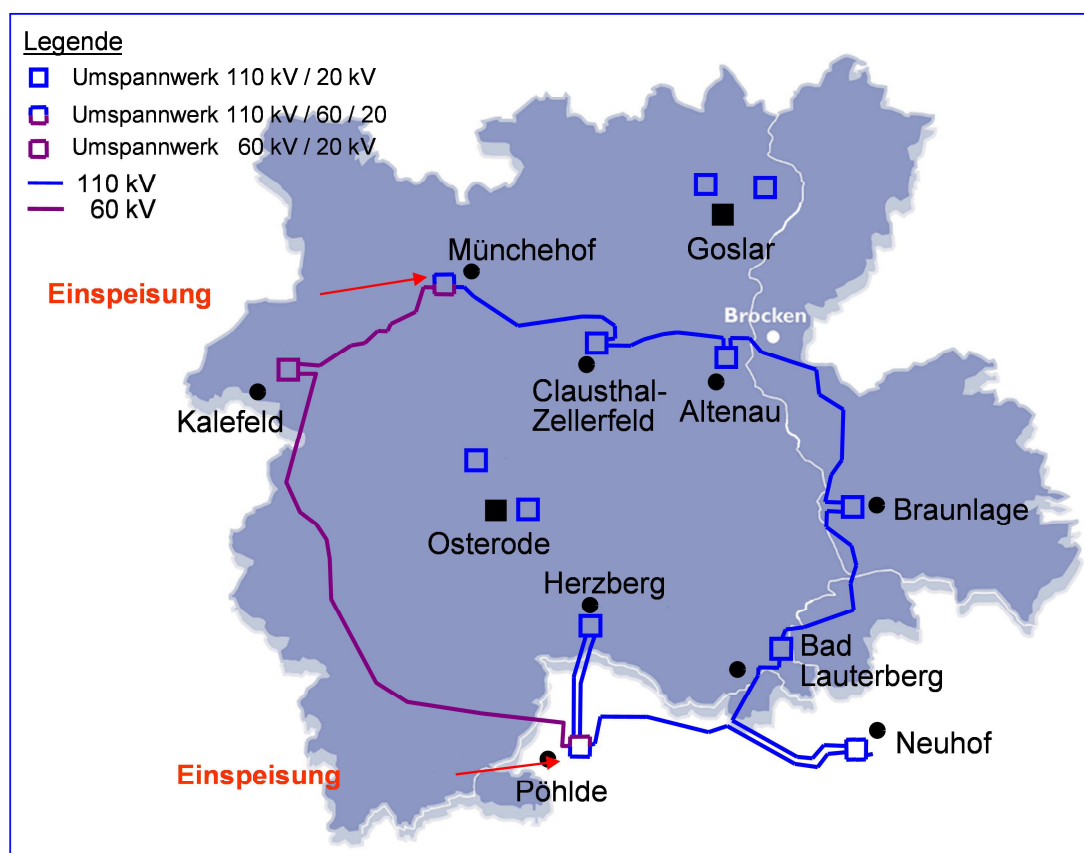 Legende
Umspannwerk 110 kV / 20 kV
Umspannwerk 110 kV / 60 / 20
Umspannwerk 60 kV / 20 kV
110 kV
60 kV
Goslar
Münchehof
Einspeisung
Brocken
Clausthal-
Zellerfeld
Altenau
Kalefeld
Braunlage
Osterode
Herzberg
Bad
Lauterberg
Neuhof
Einspeisung
Pöhlde